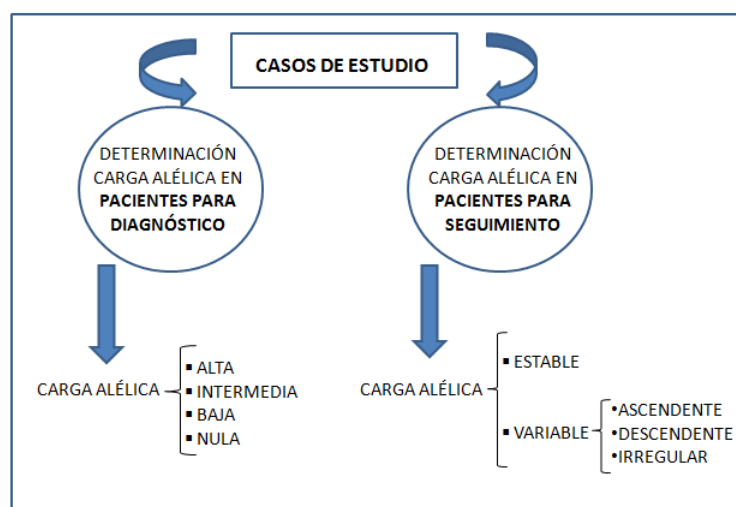 CASOS DE ESTUDIO
DETERMINACIÓN
CARGA ALÉLICA EN
PACIENTES PARA
DIAGNÓSTICO
DETERMINACIÓN
CARGA ALÉLICA EN
PACIENTES PARA
SEGUIMIENTO
CARGA ALÉLICA
▪ ALTA
▪ INTERMEDIA
▪ BAJA
▪ NULA
CARGA ALÉLICA
▪ ESTABLE
▪ VARIABLE
•ASCENDENTE
•DESCENDENTE
•IRREGULAR